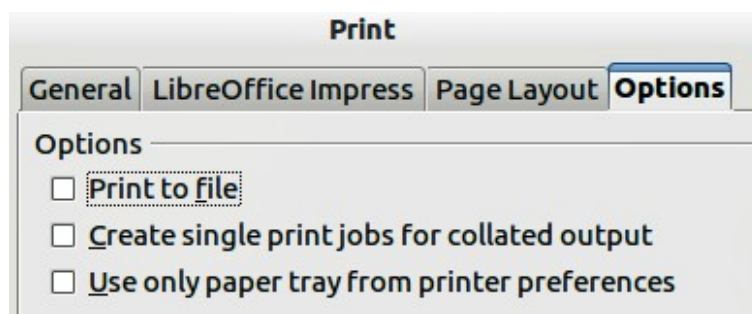 Print
General LibreOffice Impress Page Layout Options
Options
Print to file
Create single print jobs for collated output
Use only paper tray from printer preferences